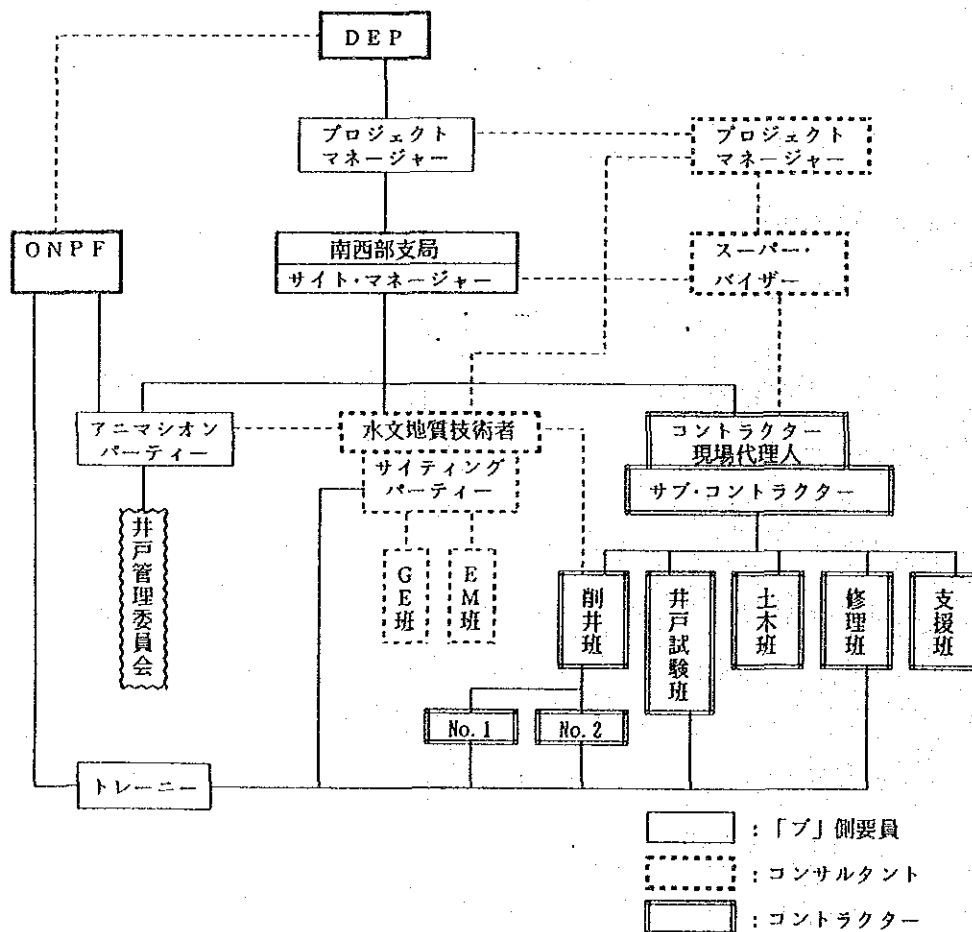 DEP
プロジェクト
マネージャー
プロジェクト
マネージャー
ONPF
南西部支局
サイト・マネージャー
スーパー・
バイザー
アニマシオン
パーティー
水文地質技術者
サイティング
パーティー
コントラクター
現場代理人
サブ・コントラクター
井戸管理委員会
GE班
EM班
削井班
井戸試験班
土木班
修理班
支援班
No.1
No.2
トレーニー
:「ブ」側要員
:コンサルタント
:コントラクター